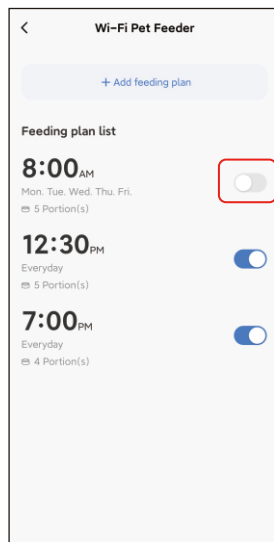 Wi-Fi Pet Feeder
+ Add feeding plan
Feeding plan list
8:00AM
Mon. Tue. Wed. Thu. Fri.
5 Portion(s)
12:30PM
Everyday
5 Portion(s)
7:00PM
Everyday
4 Portion(s)